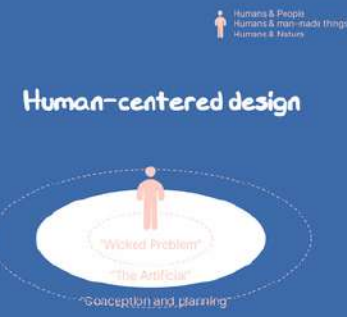 Humans & People
Humans & man-made things
Humans & Nature
Human-centered design
"Wicked Problem"
"The Artificial"
"Conception and planning"